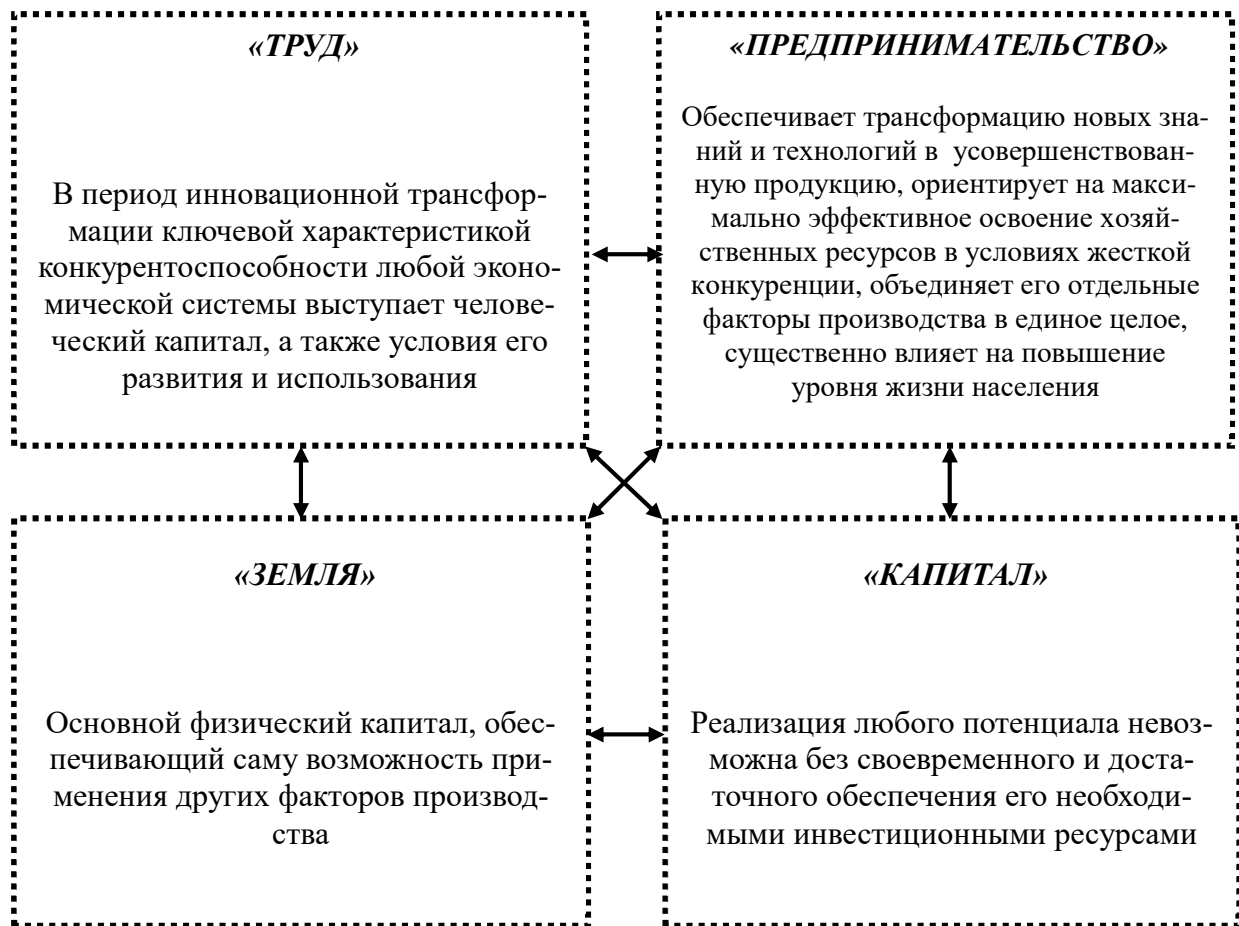 «ТРУД»
В период инновационной трансфор-
мации ключевой характеристикой
конкурентоспособности любой эконо-
мической системы выступает челове-
ческий капитал, а также условия его
развития и использования
«ПРЕДПРИНИМАТЕЛЬСТВО»
Обеспечивает трансформацию новых зна-
ний и технологий в усовершенствован-
ную продукцию, ориентирует на макси-
мально эффективное освоение хозяй-
ственных ресурсов в условиях жесткой
конкуренции, объединяет его отдельные
факторы производства в единое целое,
существенно влияет на повышение
уровня жизни населения
«ЗЕМЛЯ»
Основной физический капитал, обес-
печивающий саму возможность при-
менения других факторов производ-
ства
«КАПИТАЛ»
Реализация любого потенциала невоз-
можна без своевременного и доста-
точного обеспечения его необходи-
мыми инвестиционными ресурсами